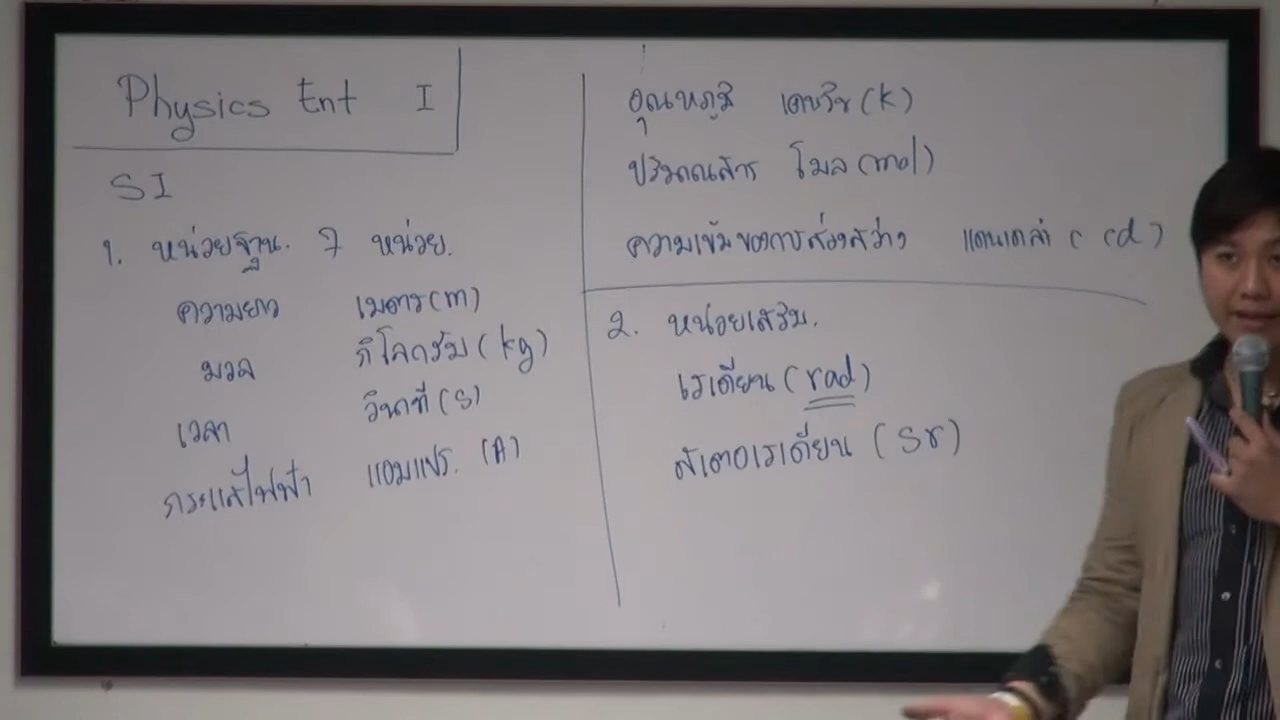 Physics Ent I
SI
1. หน่วยฐาน. 7 หน่วย.
ความยาว เมตร (m)
มวล กิโลกรัม (kg)
เวลา วินาที (s)
กระแสไฟฟ้า แอมแปร. (A)
อุณหภูมิ เคลวิน (K)
ปริมาณสาร โมล (mol)
ความเข้มของการส่องสว่าง แคนเดลา (cd)
2. หน่วยเสริม.
เรเดียน (rad)
สเตอเรเดียน (sr)